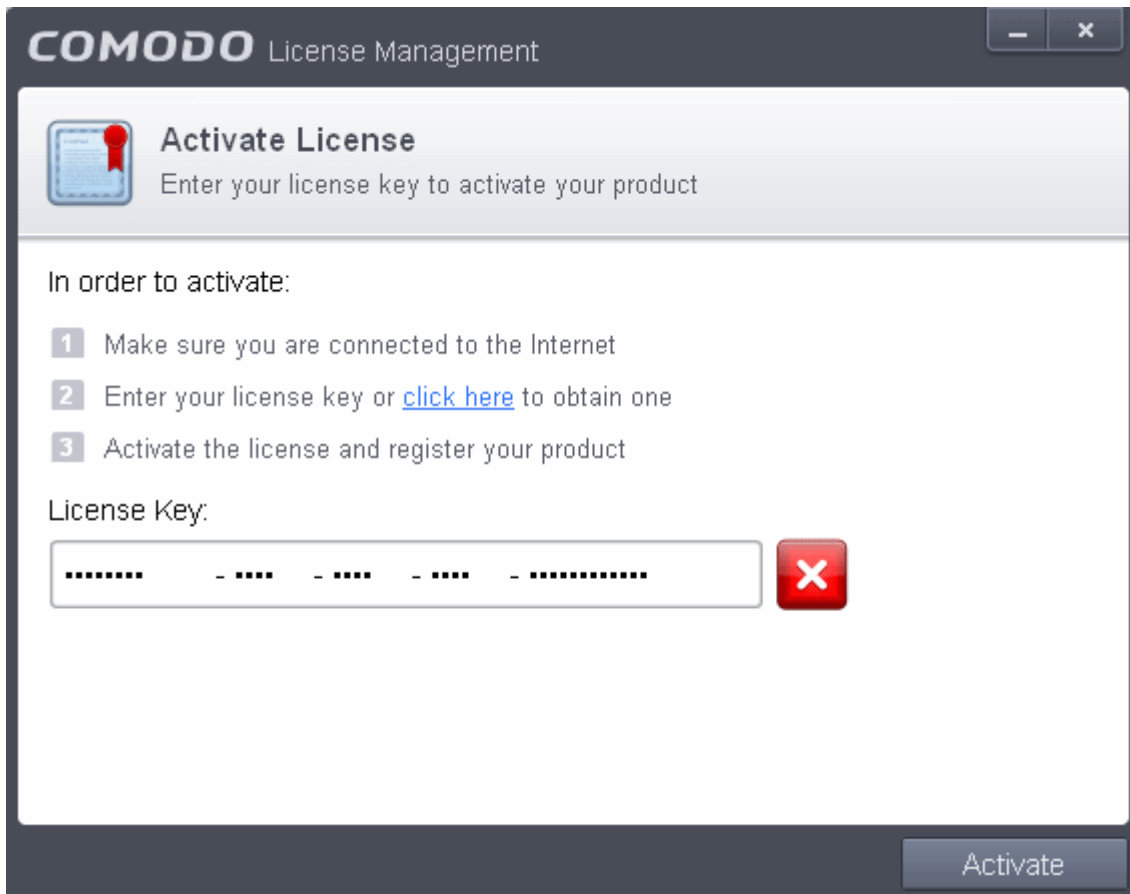 COMODO License Management
Activate License
Enter your license key to activate your product
In order to activate:
1 Make sure you are connected to the Internet
2 Enter your license key or click here to obtain one
3 Activate the license and register your product
License Key:
•••••••• - •••• - •••• - •••• - ••••••••••••
Activate